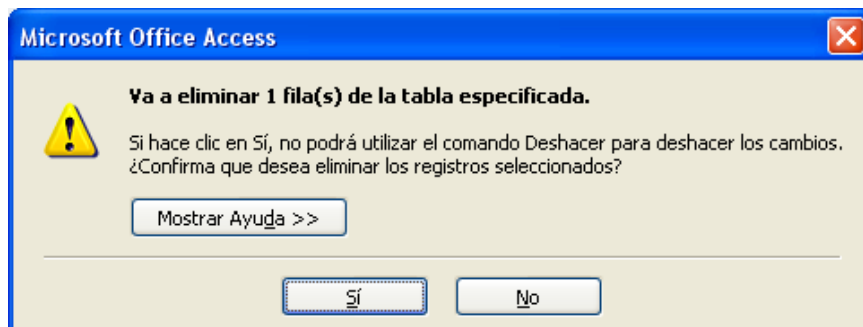 Microsoft Office Access
Va a eliminar 1 fila(s) de la tabla especificada.
Si hace clic en Sí, no podrá utilizar el comando Deshacer para deshacer los cambios.
¿Confirma que desea eliminar los registros seleccionados?
Mostrar Ayuda >>
Sí
No